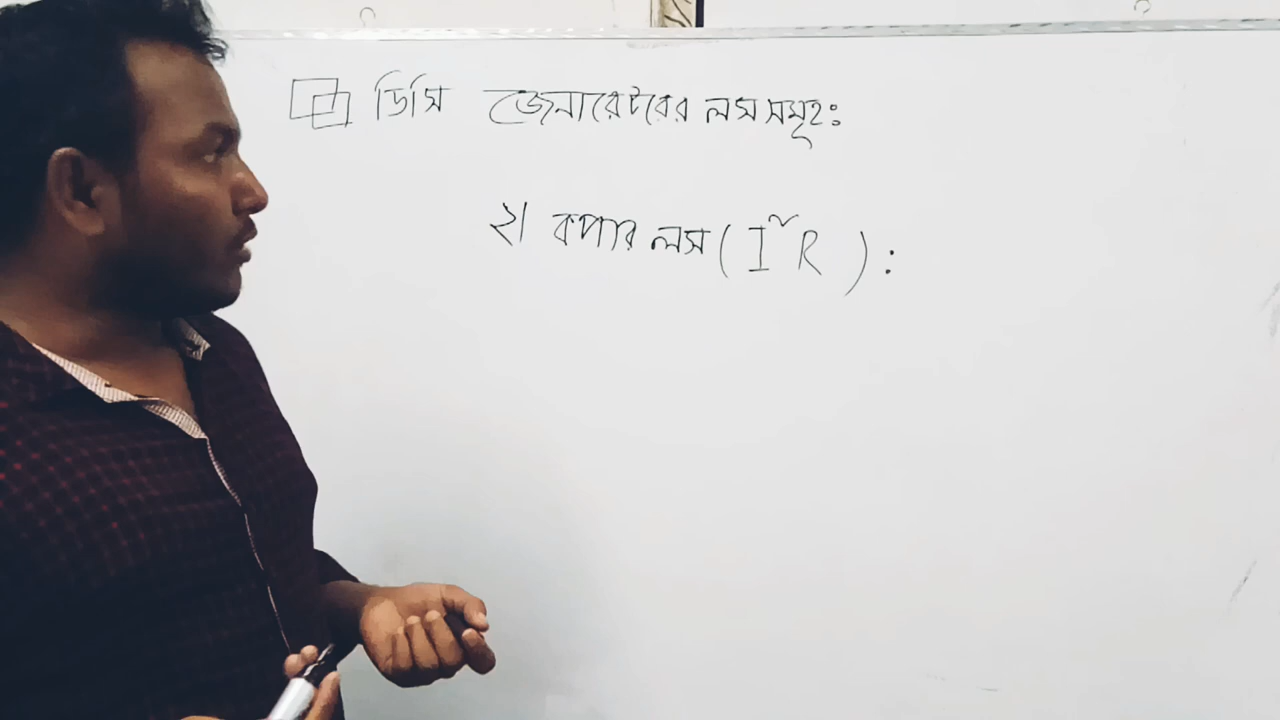 ডিসি জেনারেটরের লস সমূহঃ
২। কপার লস ( I²R ) :